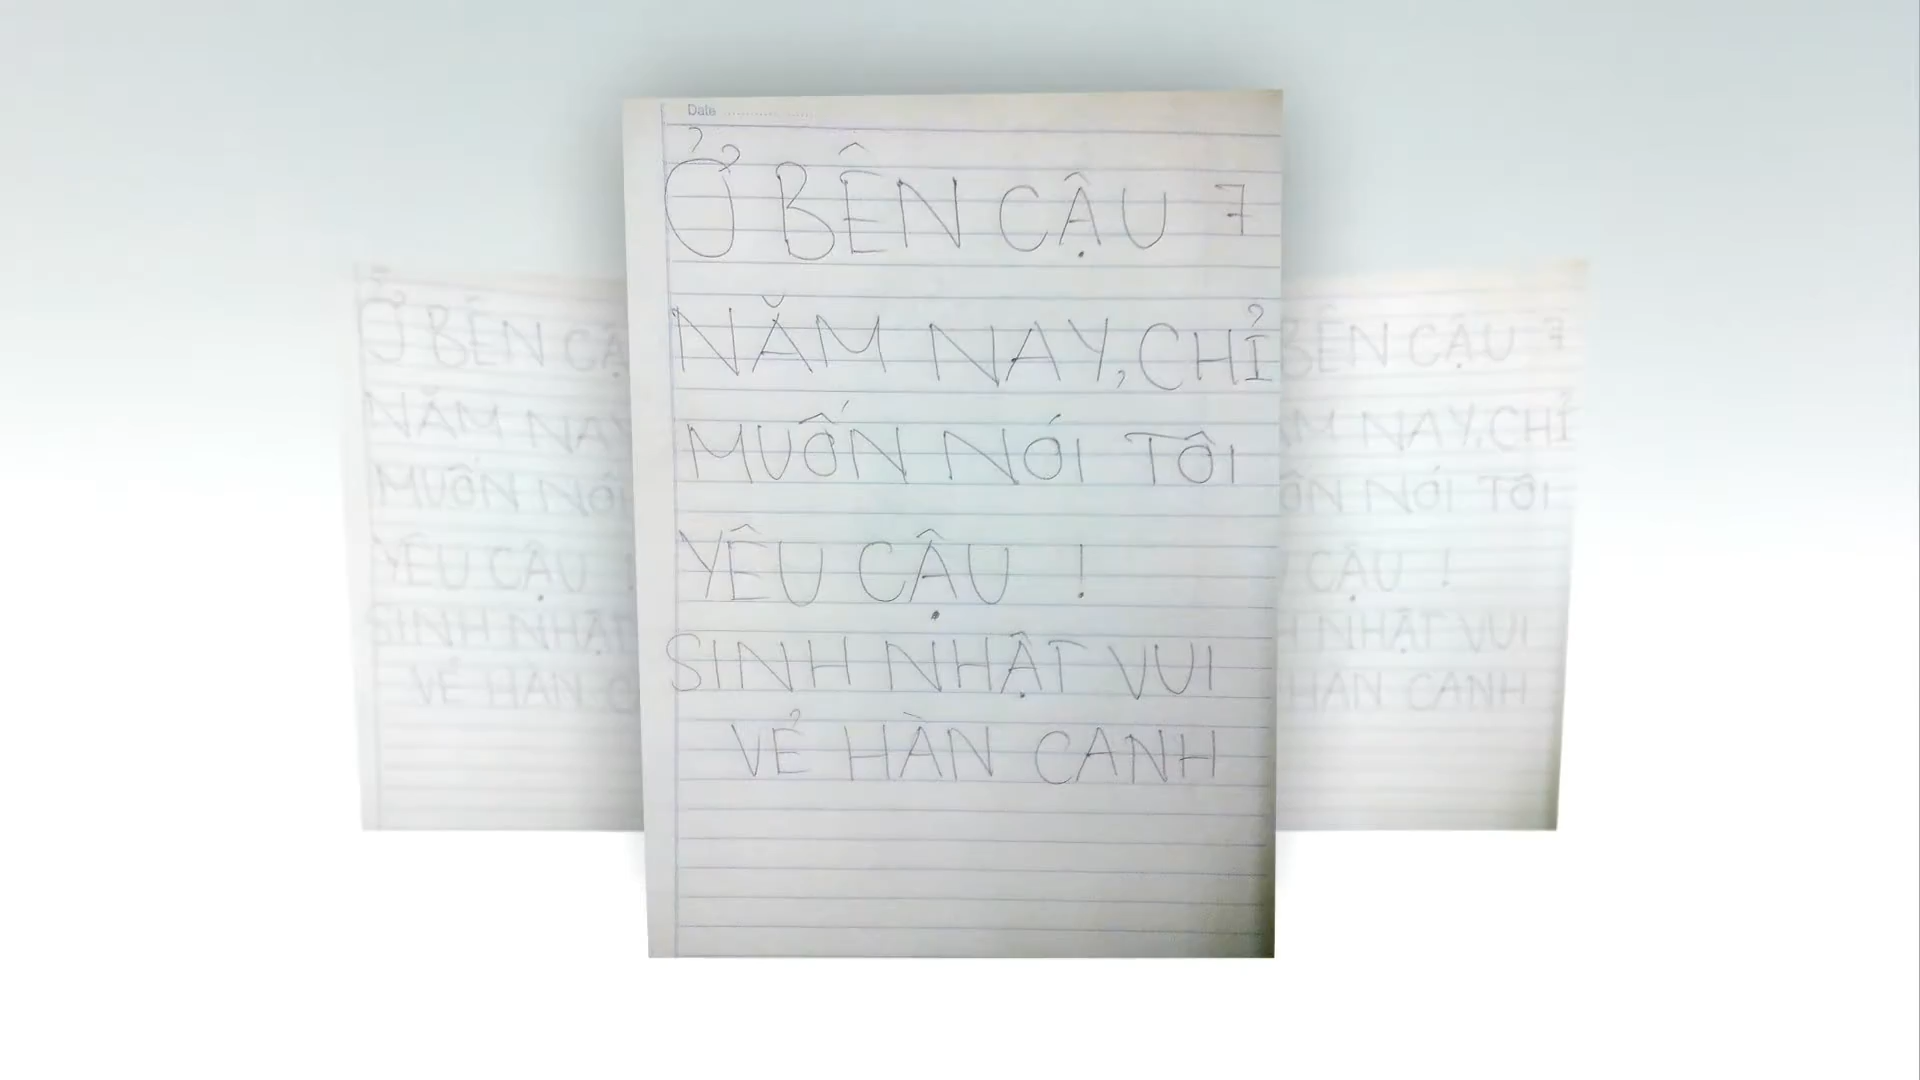 Date
Ở BÊN CẬU 7
NĂM NAY, CHỈ
MUỐN NÓI TÔI
YÊU CẬU !
SINH NHẬT VUI
VẺ HÀN CANH